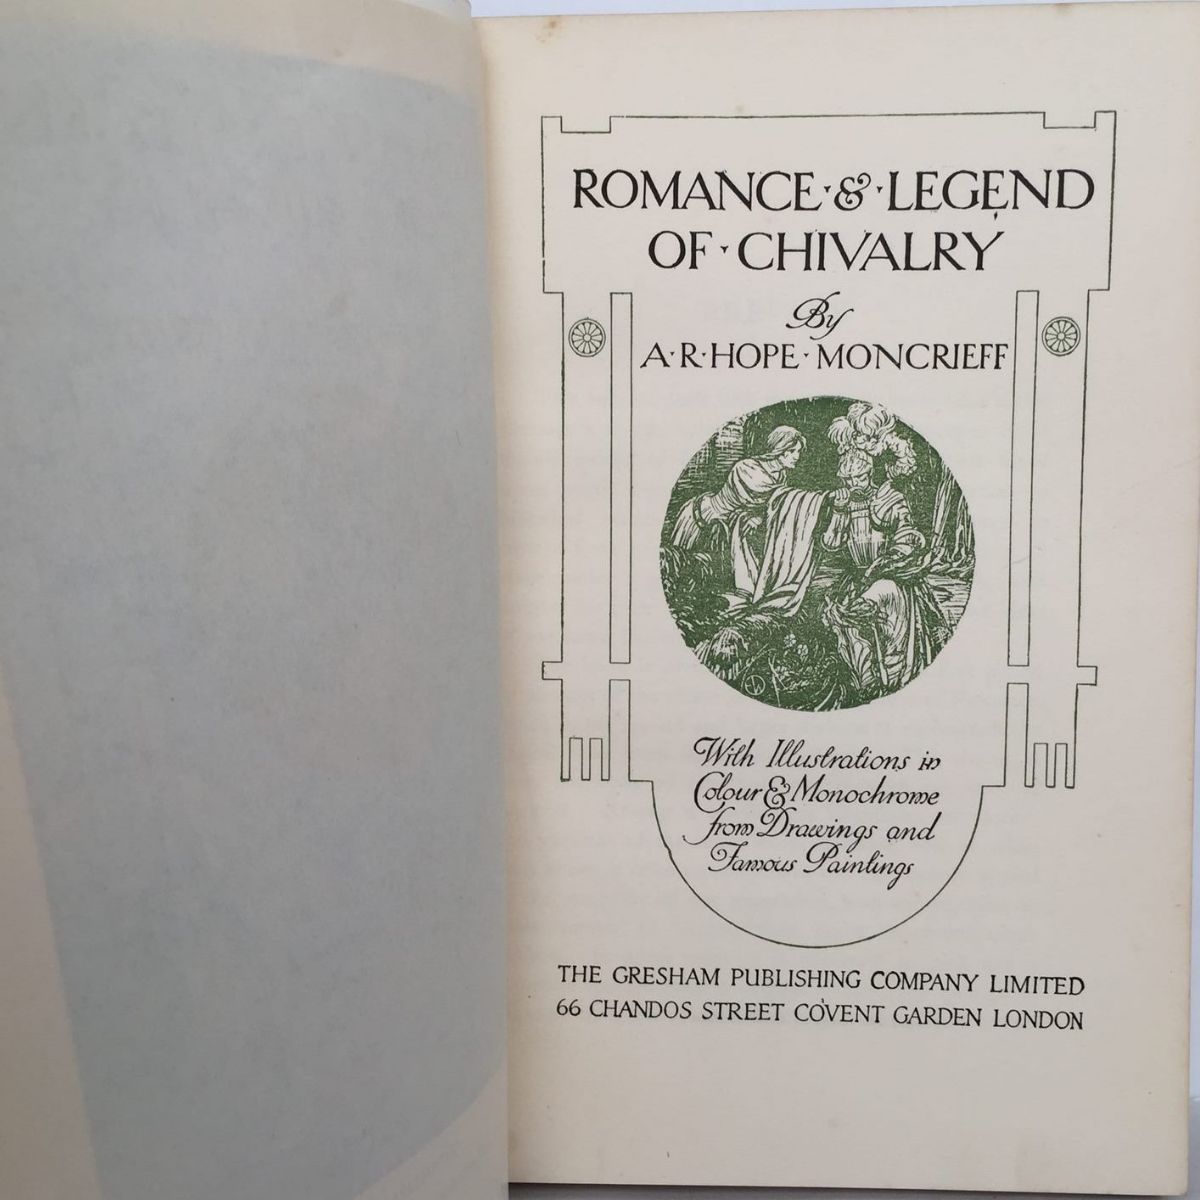 ROMANCE · & · LEGEND
OF · CHIVALRY
By
A · R · HOPE · MONCRIEFF
With Illustrations in
Colour & Monochrome
from Drawings and
Famous Paintings
THE GRESHAM PUBLISHING COMPANY LIMITED
66 CHANDOS STREET COVENT GARDEN LONDON